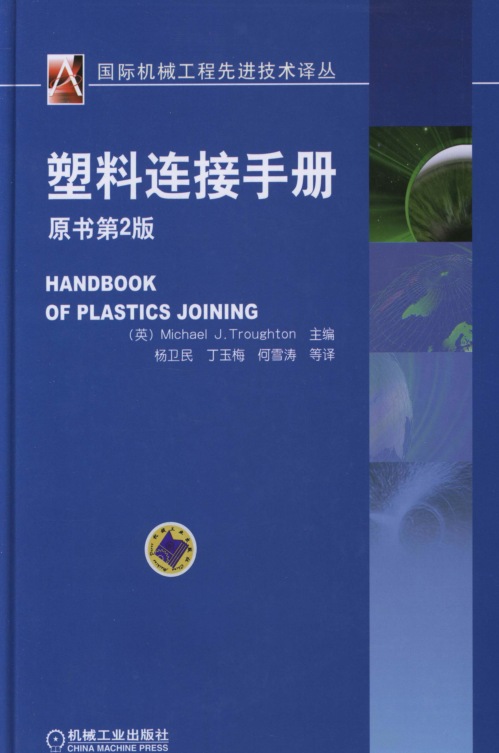 国际机械工程先进技术译丛
塑料连接手册
原书第2版
HANDBOOK
OF PLASTICS JOINING
(英) Michael J.Troughton 主编
杨卫民 丁玉梅 何雪涛 等译
机械工业出版社
CHINA MACHINE PRESS